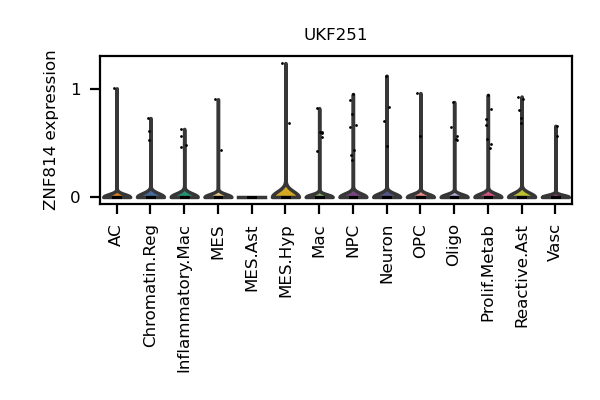 UKF251
ZNF814 expression
1
0
AC
Chromatin.Reg
Inflammatory.Mac
MES
MES.Ast
MES.Hyp
Mac
NPC
Neuron
OPC
Oligo
Prolif.Metab
Reactive.Ast
Vasc